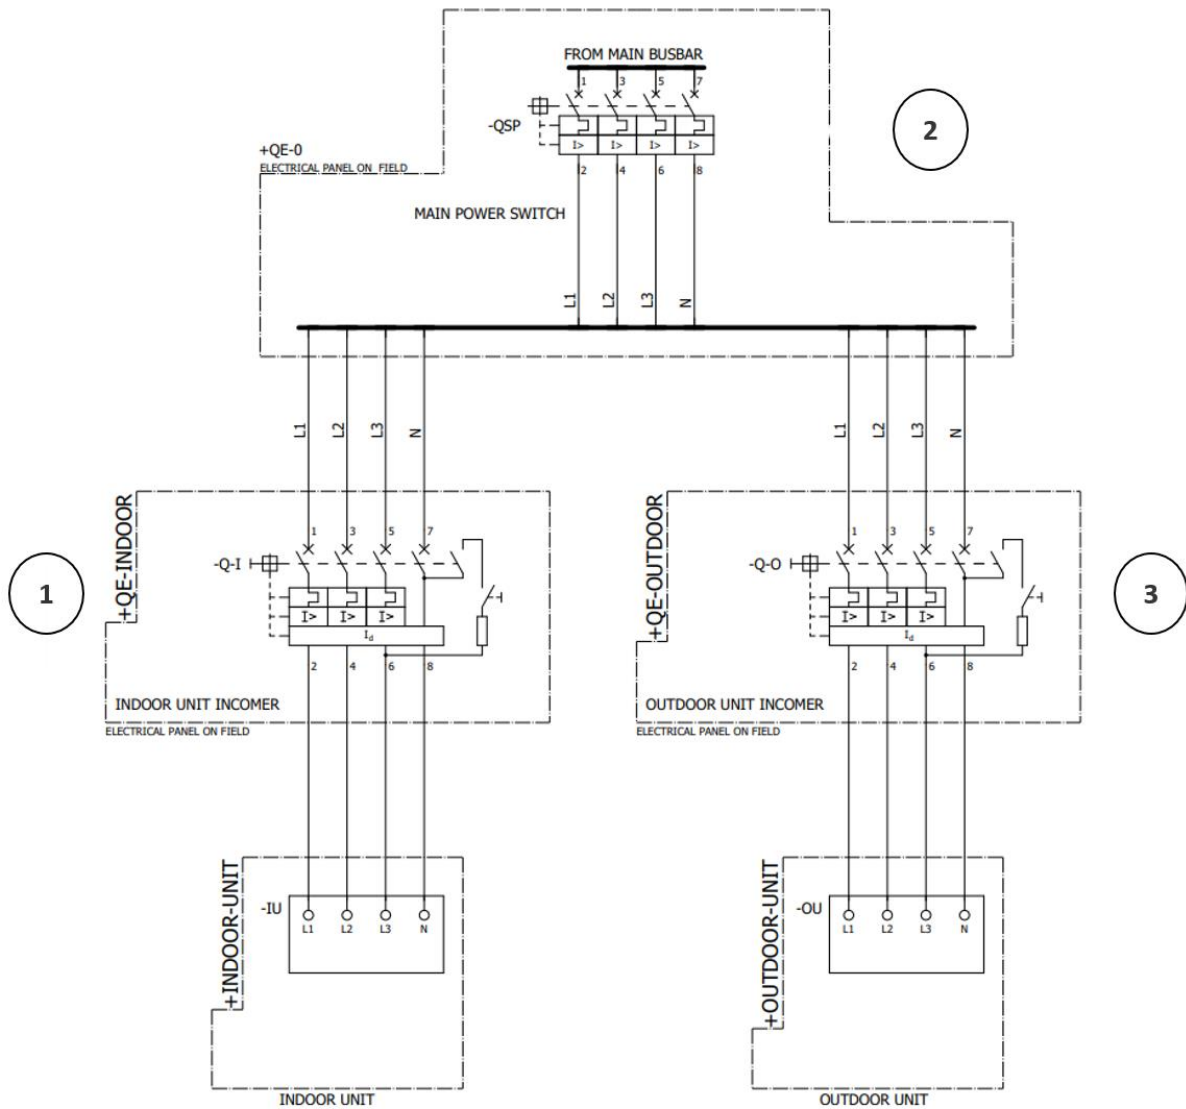 FROM MAIN BUSBAR
1 3 5 7
-QSP
I> I> I> I>
2 4 6 8
2
+QE-0
ELECTRICAL PANEL ON FIELD
MAIN POWER SWITCH
L1 L2 L3 N
L1 L2 L3 N
L1 L2 L3 N
1
+QE-INDOOR
1 3 5 7
-Q-I
I> I> I>
Id
2 4 6 8
INDOOR UNIT INCOMER
ELECTRICAL PANEL ON FIELD
+QE-OUTDOOR
1 3 5 7
-Q-O
I> I> I>
Id
2 4 6 8
OUTDOOR UNIT INCOMER
ELECTRICAL PANEL ON FIELD
3
+INDOOR-UNIT
-IU
L1 L2 L3 N
INDOOR UNIT
+OUTDOOR-UNIT
-OU
L1 L2 L3 N
OUTDOOR UNIT